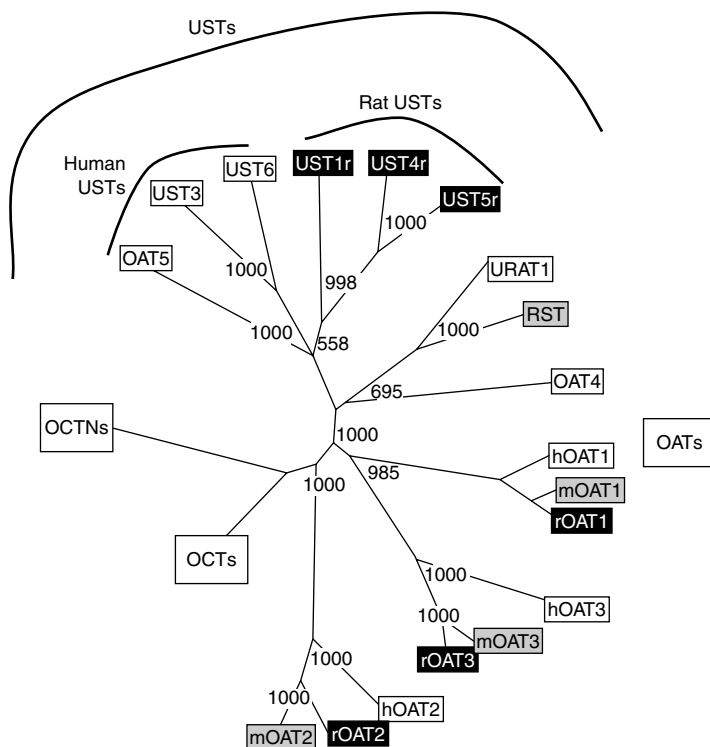 USTs
Rat USTs
Human
USTs
UST6
UST1r
UST4r
UST3
UST5r
1000
OAT5
1000
998
URAT1
1000
558
RST
1000
695
OAT4
OCTNs
1000
OATs
hOAT1
985
1000
mOAT1
rOAT1
OCTs
1000
hOAT3
1000
mOAT3
rOAT3
1000
1000
hOAT2
mOAT2
rOAT2